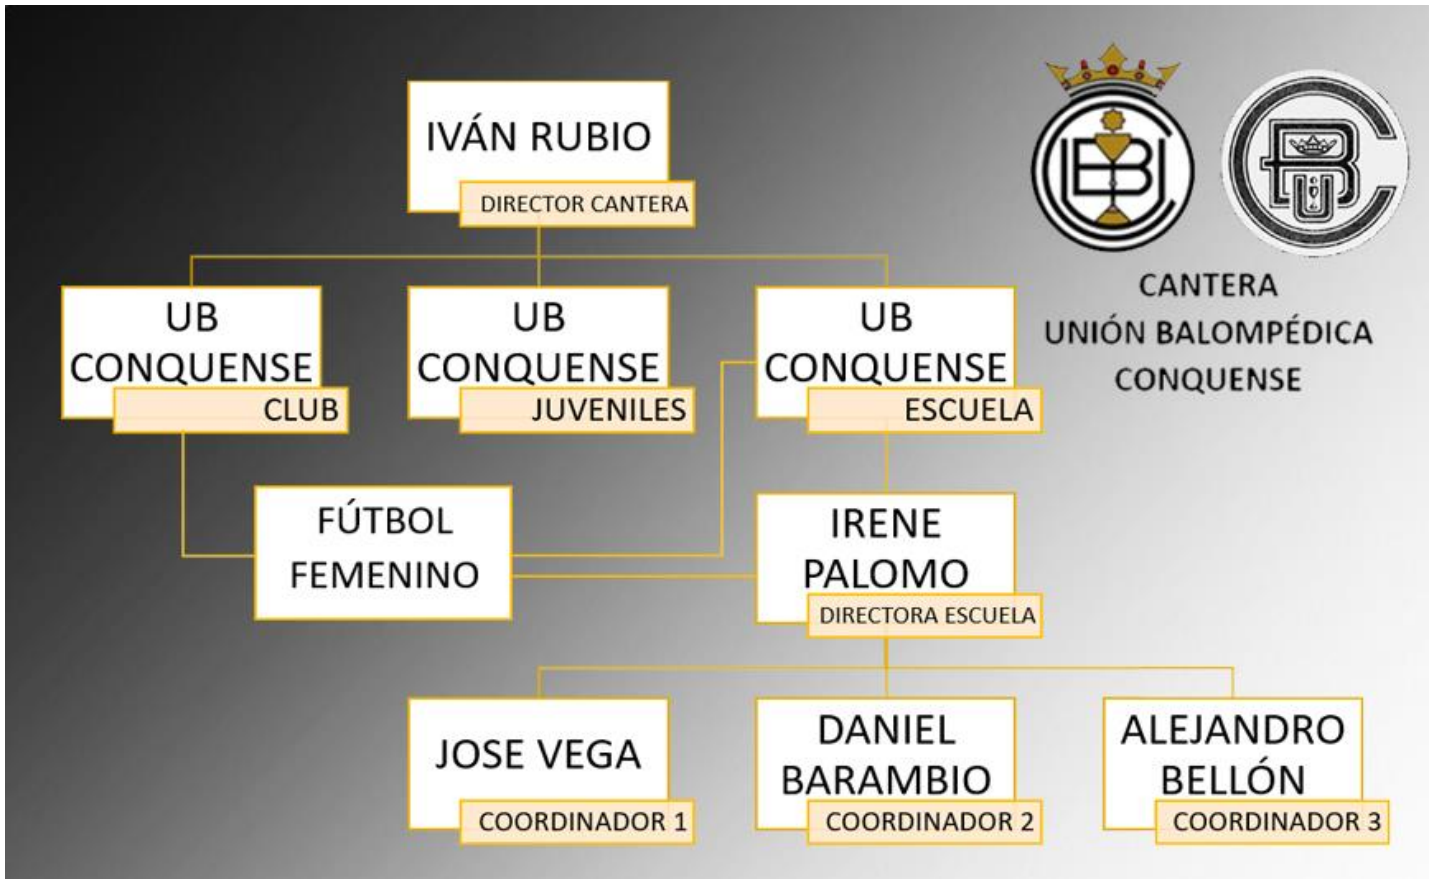 IVÁN RUBIO
DIRECTOR CANTERA
UB
CONQUENSE
CLUB
UB
CONQUENSE
JUVENILES
UB
CONQUENSE
ESCUELA
CANTERA
UNIÓN BALOMPÉDICA
CONQUENSE
FÚTBOL
FEMENINO
IRENE
PALOMO
DIRECTORA ESCUELA
JOSE VEGA
COORDINADOR 1
DANIEL
BARAMBIO
COORDINADOR 2
ALEJANDRO
BELLÓN
COORDINADOR 3